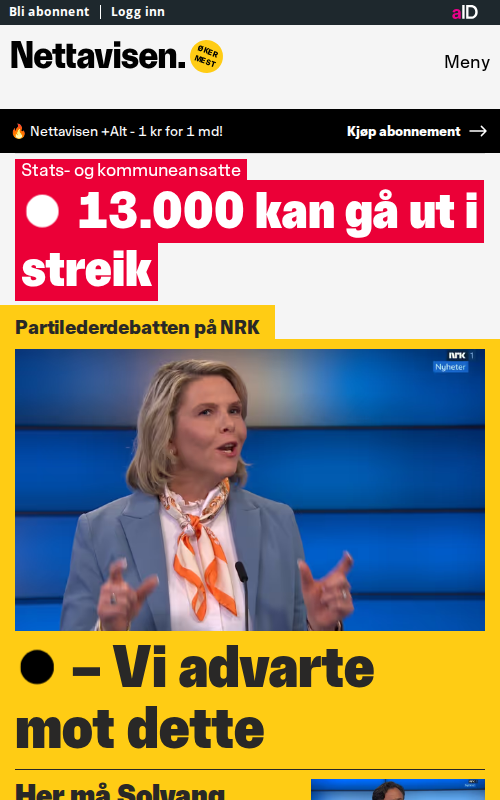 Bli abonnent | Logg inn
aID
Nettavisen.
ØKER
MEST
Meny
🔥 Nettavisen +Alt - 1 kr for 1 md!
Kjøp abonnement →
Stats- og kommuneansatte
13.000 kan gå ut i
streik
Partilederdebatten på NRK
NRK 1
Nyheter
– Vi advarte
mot dette
Her må Solvang